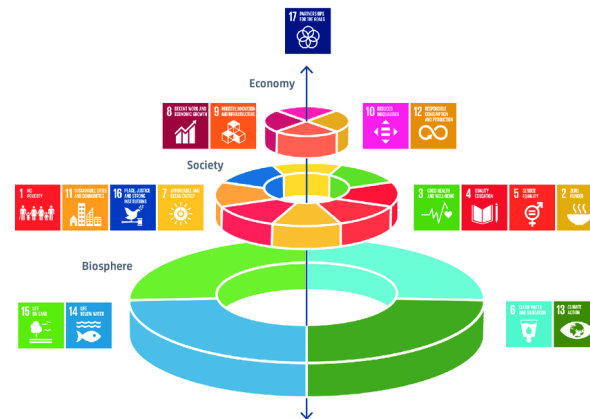 17 PARTNERSHIPS
FOR THE GOALS
Economy
8 DECENT WORK AND
ECONOMIC GROWTH
9 INDUSTRY, INNOVATION
AND INFRASTRUCTURE
10 REDUCED
INEQUALITIES
12 RESPONSIBLE
CONSUMPTION
AND PRODUCTION
Society
1 NO
POVERTY
11 SUSTAINABLE CITIES
AND COMMUNITIES
16 PEACE, JUSTICE
AND STRONG
INSTITUTIONS
7 AFFORDABLE AND
CLEAN ENERGY
3 GOOD HEALTH
AND WELL-BEING
4 QUALITY
EDUCATION
5 GENDER
EQUALITY
2 ZERO
HUNGER
Biosphere
15 LIFE
ON LAND
14 LIFE
BELOW WATER
6 CLEAN WATER
AND SANITATION
13 CLIMATE
ACTION